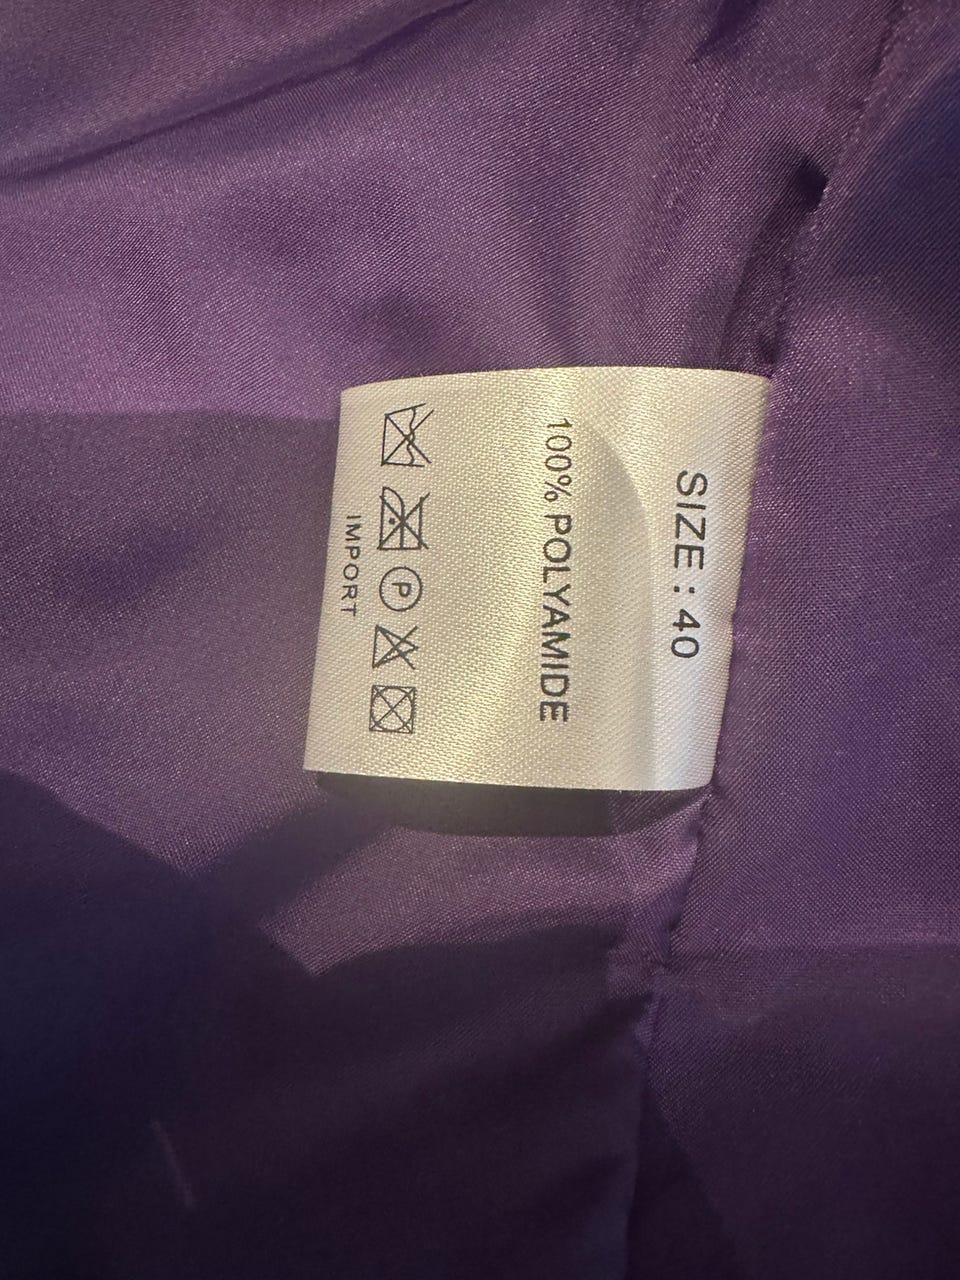 SIZE : 40
100% POLYAMIDE
P
IMPORT